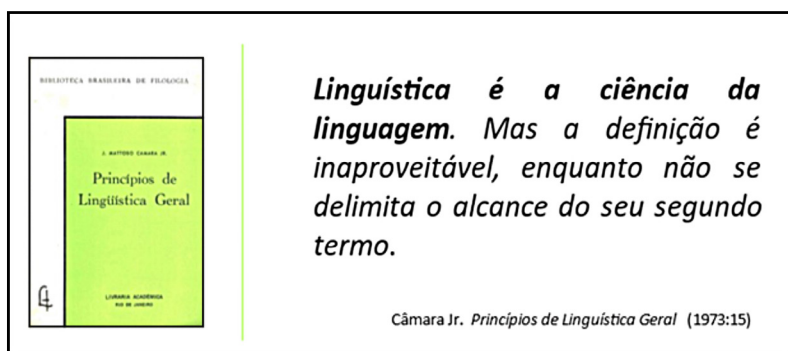 BIBLIOTECA BRASILEIRA DE FILOLOGIA
J. MATTOSO CAMARA JR.
Princípios de
Lingüística Geral
LIVRARIA ACADÊMICA
RIO DE JANEIRO
Linguística é a ciência da
linguagem. Mas a definição é
inaproveitável, enquanto não se
delimita o alcance do seu segundo
termo.
Câmara Jr. Princípios de Linguística Geral (1973:15)